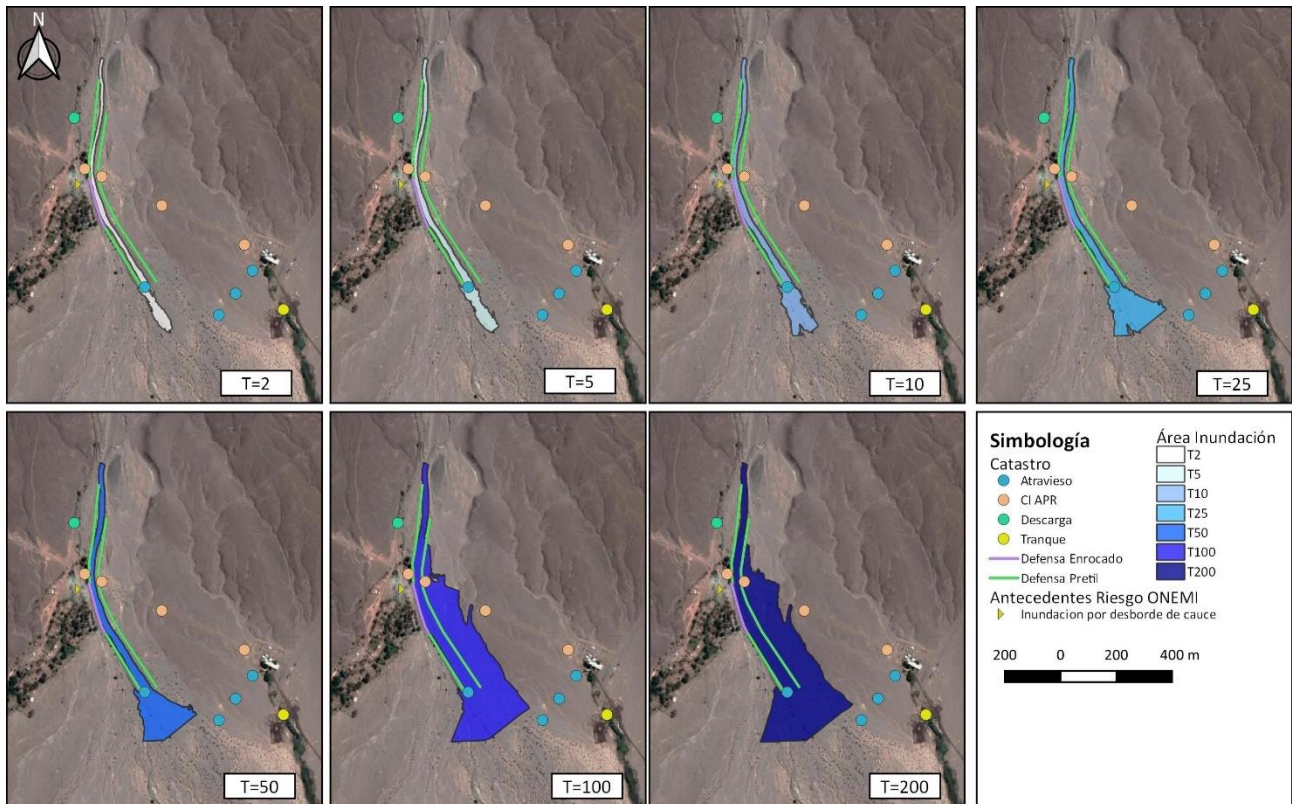 N
T=2
T=5
T=10
T=25
T=50
T=100
T=200
Simbología
Catastro
Atravieso
CI APR
Descarga
Tranque
Defensa Enrocado
Defensa Pretil
Antecedentes Riesgo ONEMI
Inundacion por desborde de cauce
Área Inundación
T2
T5
T10
T25
T50
T100
T200
200 0 200 400 m